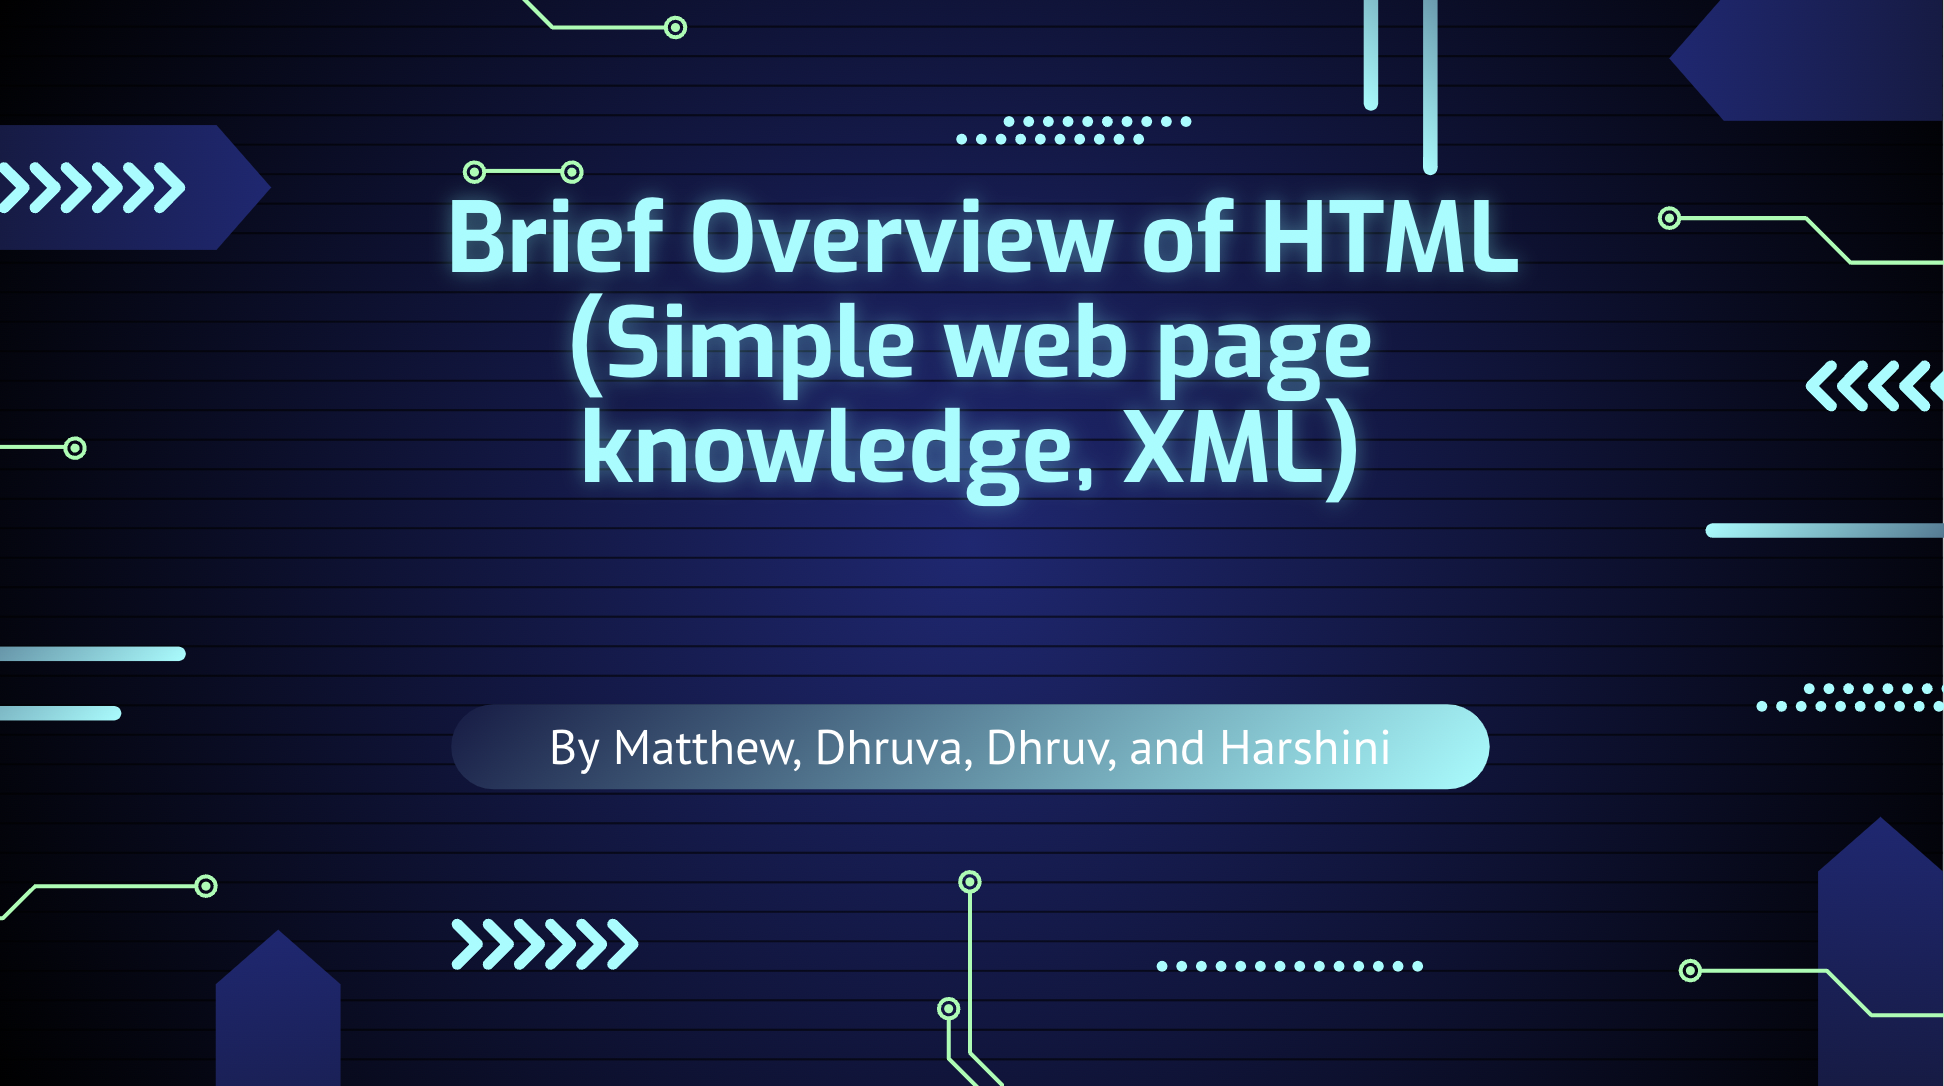 Brief Overview of HTML
(Simple web page
knowledge, XML)
By Matthew, Dhruva, Dhruv, and Harshini